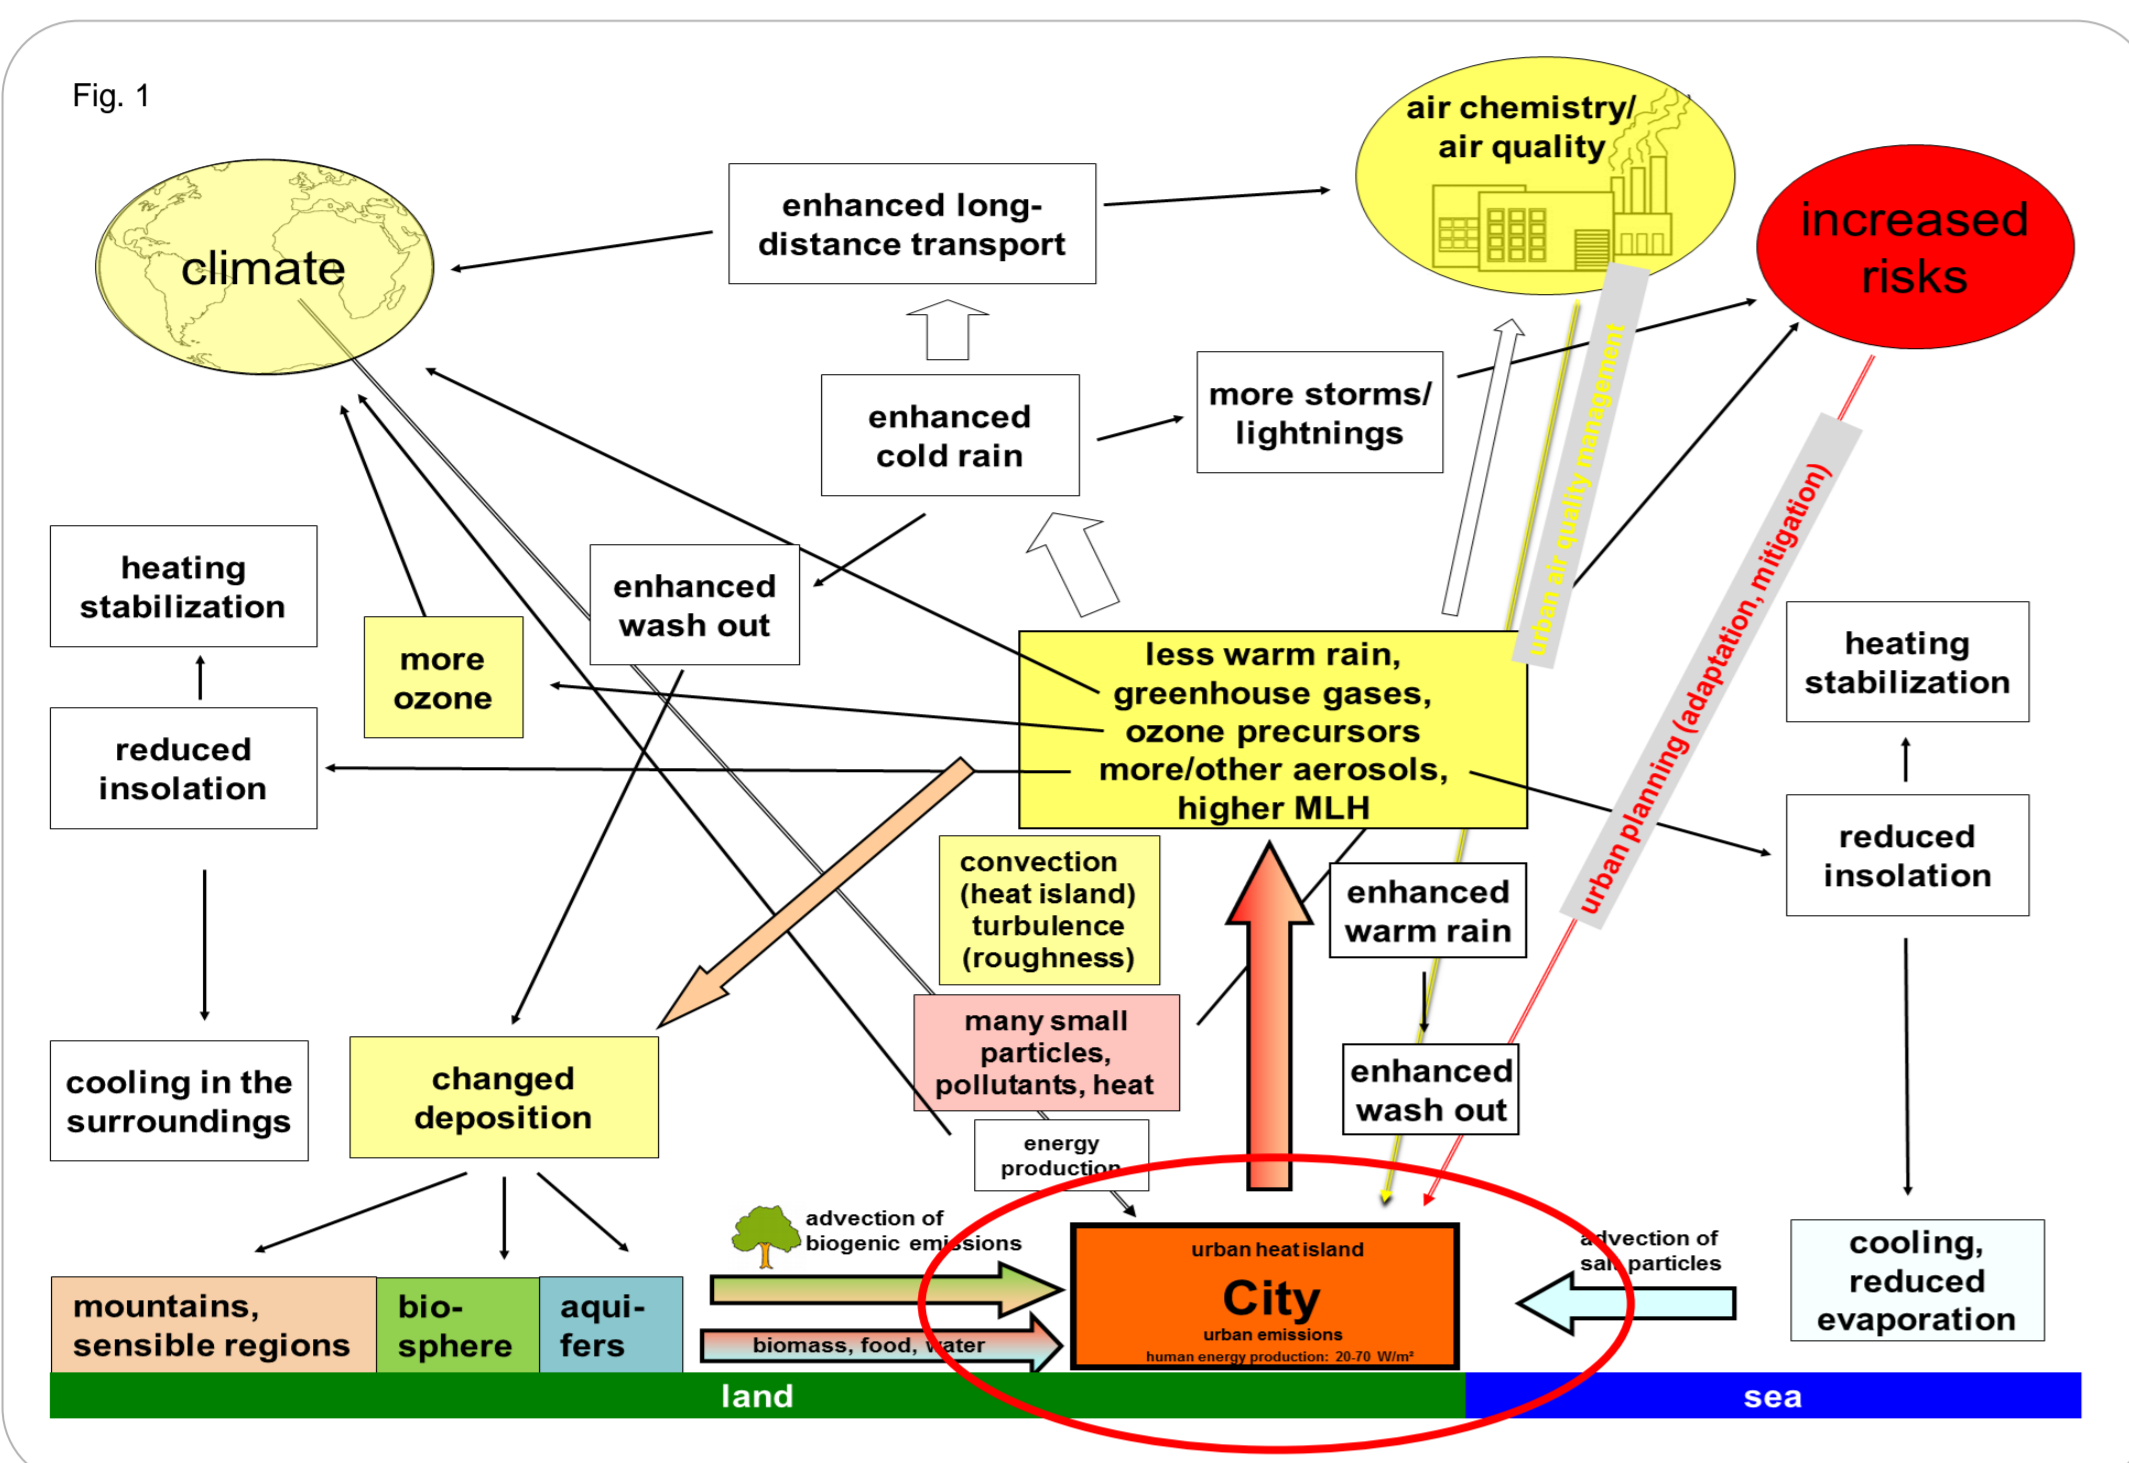 Fig. 1
climate
enhanced long-
distance transport
air chemistry/
air quality
increased
risks
enhanced
cold rain
more storms/
lightnings
urban air quality management
urban planning (adaptation, mitigation)
heating
stabilization
more
ozone
enhanced
wash out
less warm rain,
greenhouse gases,
ozone precursors
more/other aerosols,
higher MLH
heating
stabilization
reduced
insolation
reduced
insolation
convection
(heat island)
turbulence
(roughness)
enhanced
warm rain
many small
particles,
pollutants, heat
enhanced
wash out
cooling in the
surroundings
changed
deposition
energy
production
advection of
biogenic emissions
biomass, food, water
urban heat island
City
urban emissions
human energy production: 20-70 W/m²
advection of
salt particles
cooling,
reduced
evaporation
mountains,
sensible regions
bio-
sphere
aqui-
fers
land
sea